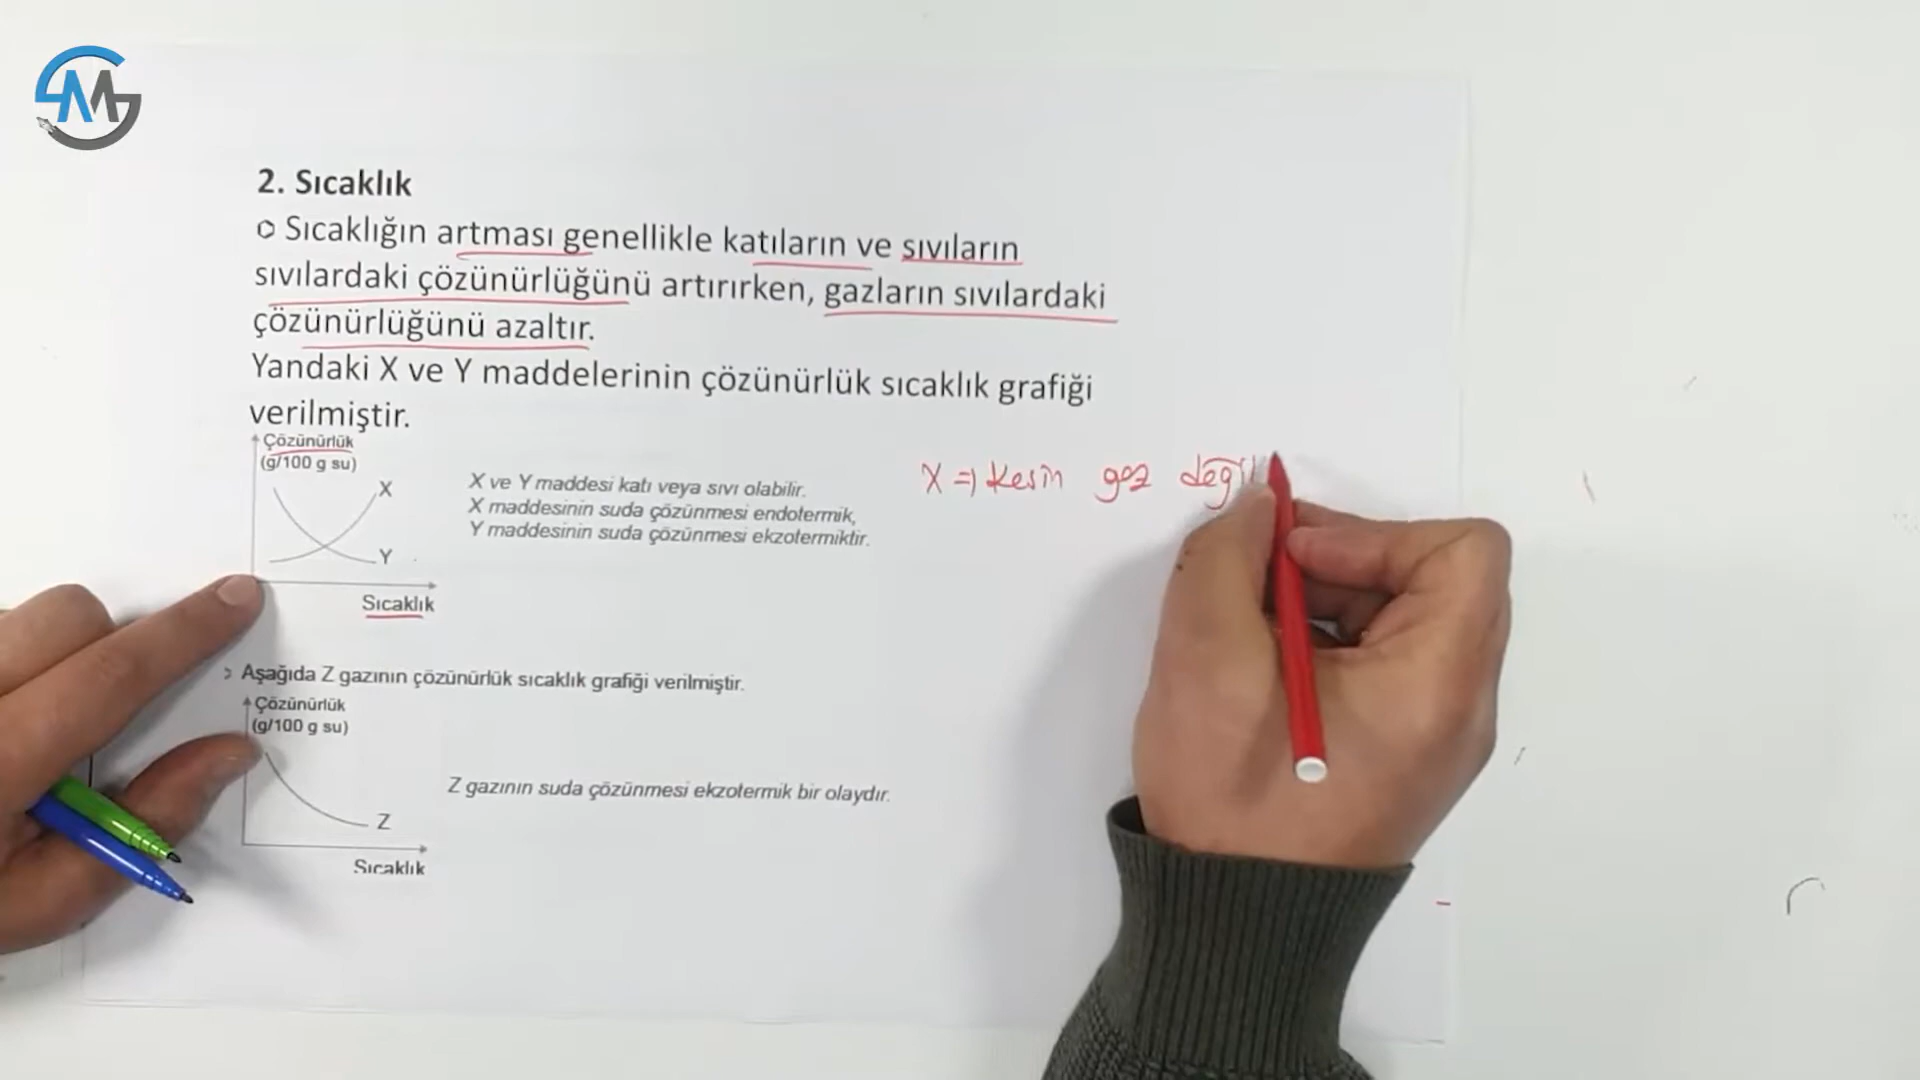 2. Sıcaklık
Sıcaklığın artması genellikle katıların ve sıvıların
sıvılardaki çözünürlüğünü artırırken, gazların sıvılardaki
çözünürlüğünü azaltır.
Yandaki X ve Y maddelerinin çözünürlük sıcaklık grafiği
verilmiştir.
Çözünürlük
(g/100 g su)
X
Y
Sıcaklık
X ve Y maddesi katı veya sıvı olabilir.
X maddesinin suda çözünmesi endotermik,
Y maddesinin suda çözünmesi ekzotermiktir.
X ⇒ Kesin gaz değil
Aşağıda Z gazının çözünürlük sıcaklık grafiği verilmiştir.
Çözünürlük
(g/100 g su)
Z
Sıcaklık
Z gazının suda çözünmesi ekzotermik bir olaydır.